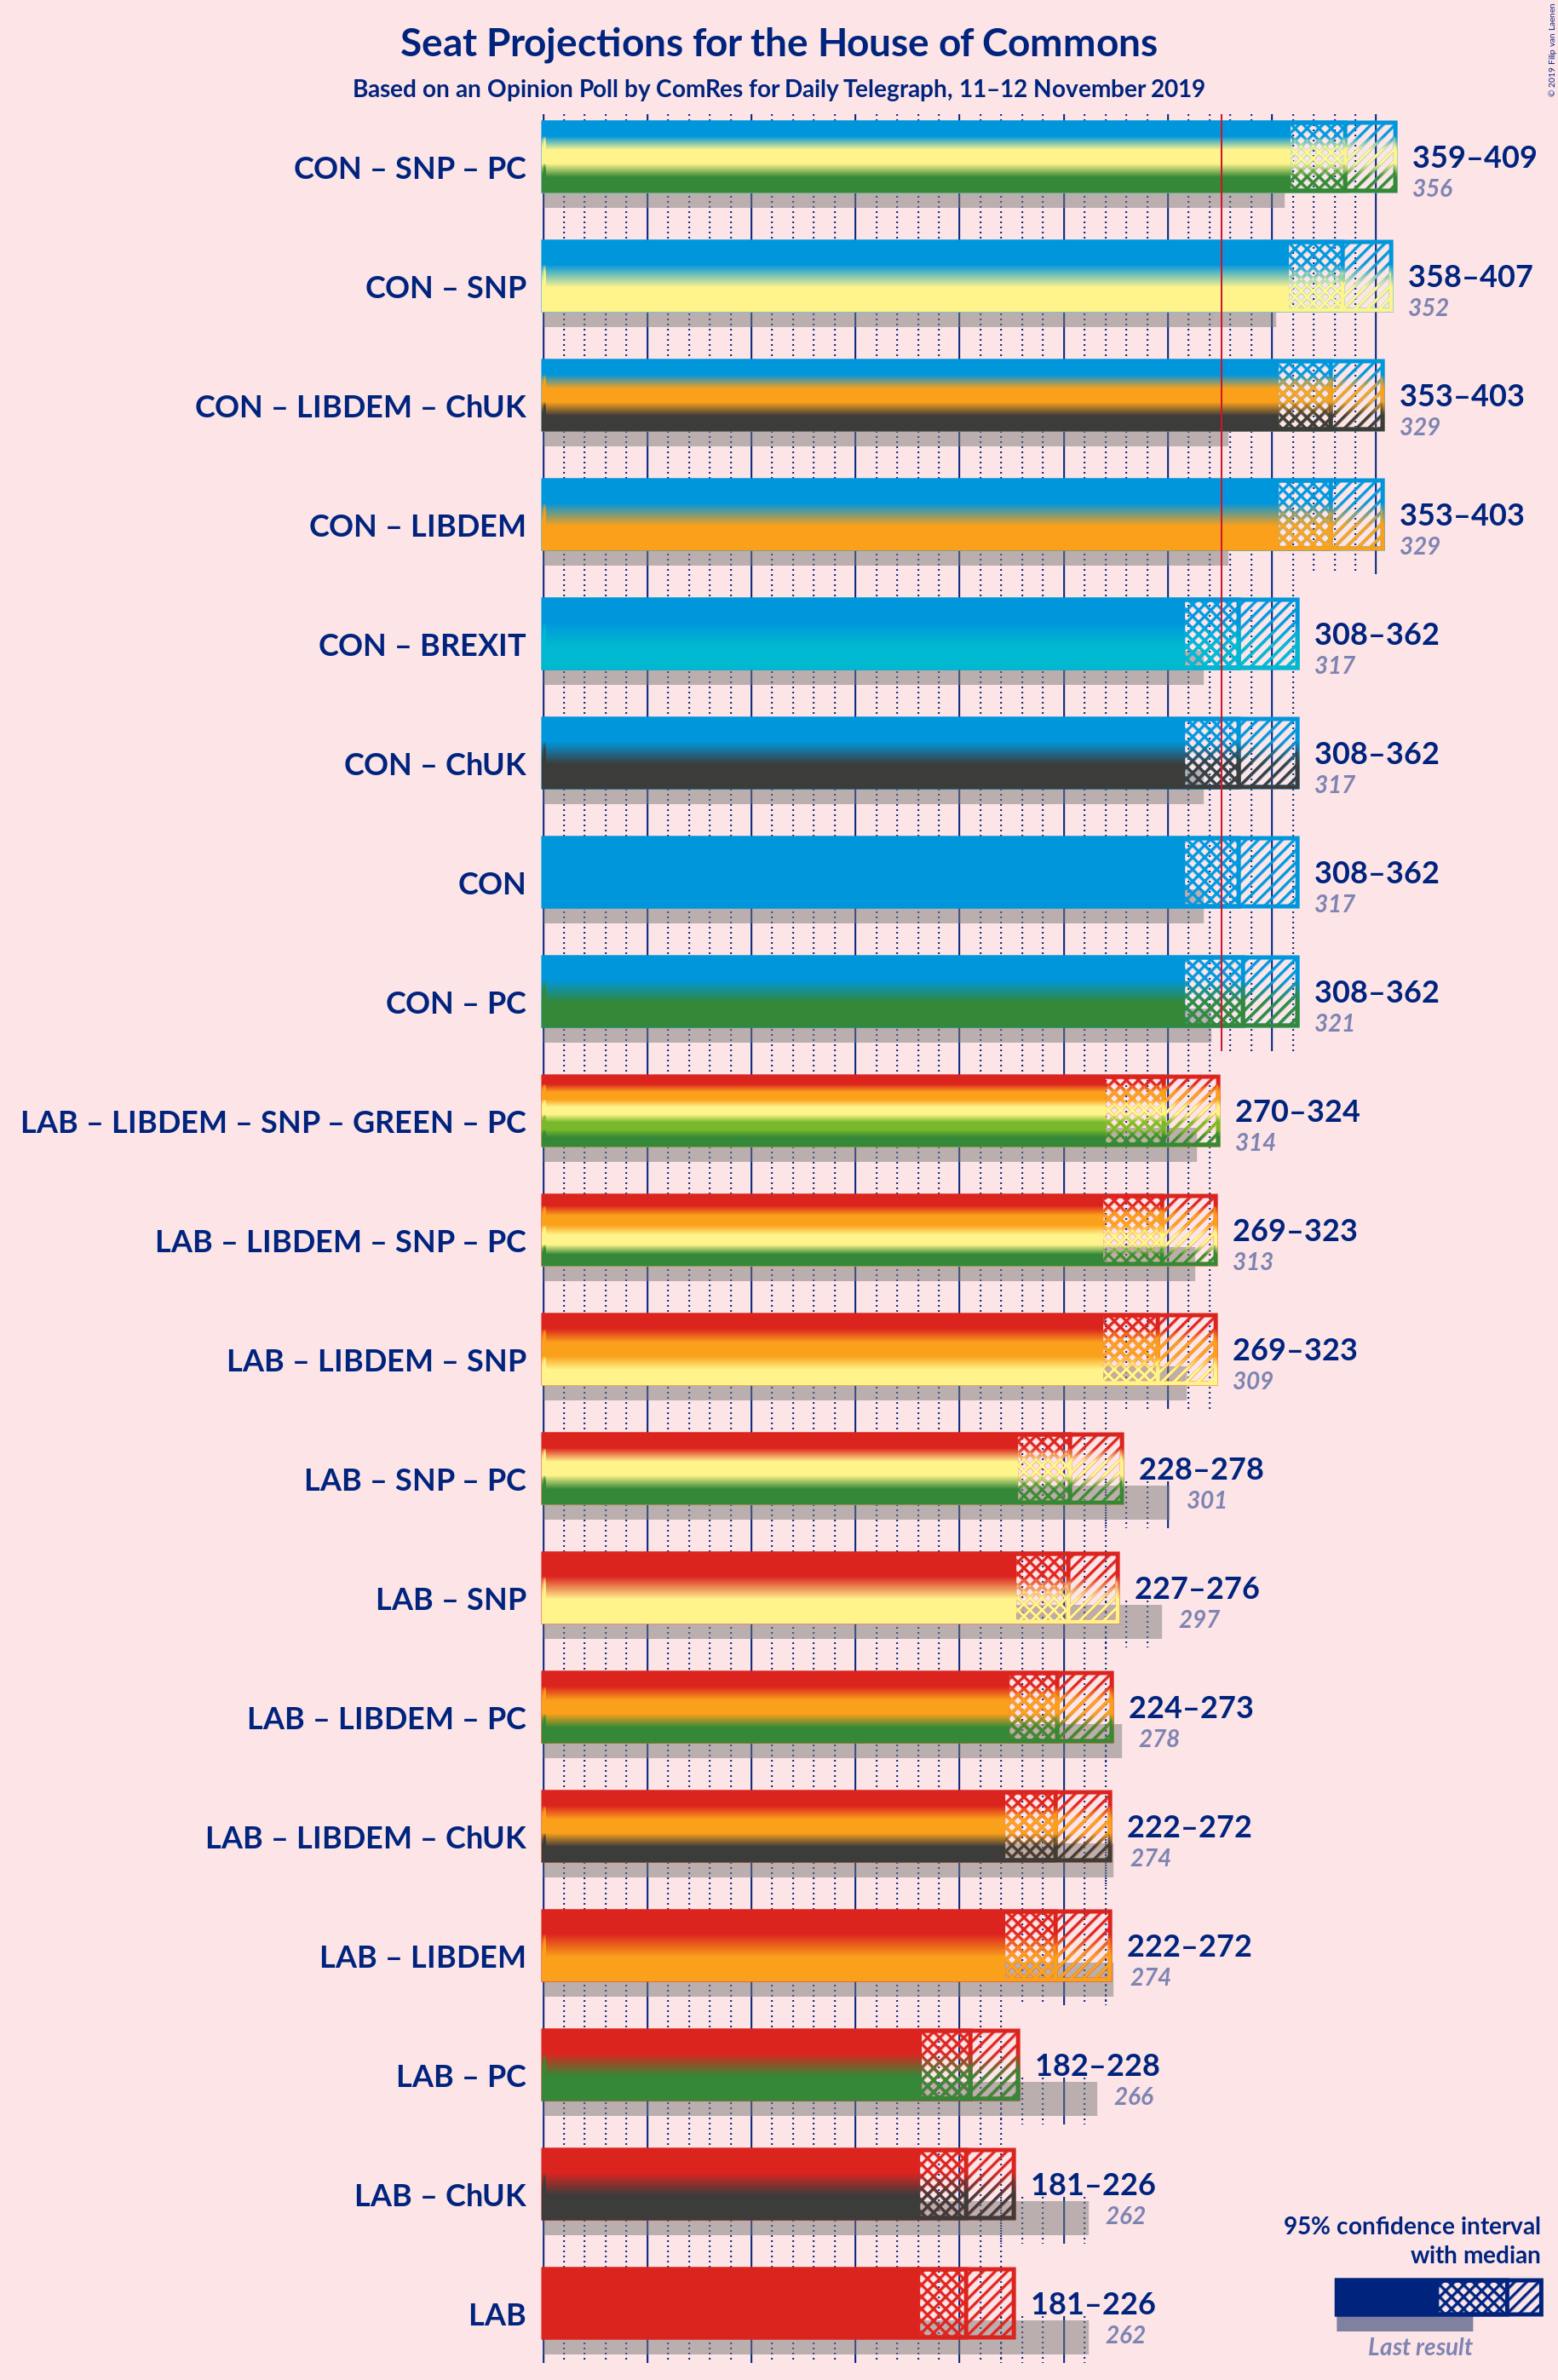 Seat Projections for the House of Commons
Based on an Opinion Poll by ComRes for Daily Telegraph, 11–12 November 2019
© 2019 Filip van Laenen
CON – SNP – PC
359–409
356
CON – SNP
358–407
352
CON – LIBDEM – ChUK
353–403
329
CON – LIBDEM
353–403
329
CON – BREXIT
308–362
317
CON – ChUK
308–362
317
CON
308–362
317
CON – PC
308–362
321
LAB – LIBDEM – SNP – GREEN – PC
270–324
314
LAB – LIBDEM – SNP – PC
269–323
313
LAB – LIBDEM – SNP
269–323
309
LAB – SNP – PC
228–278
301
LAB – SNP
227–276
297
LAB – LIBDEM – PC
224–273
278
LAB – LIBDEM – ChUK
222–272
274
LAB – LIBDEM
222–272
274
LAB – PC
182–228
266
LAB – ChUK
181–226
262
LAB
181–226
262
95% confidence interval
with median
Last result